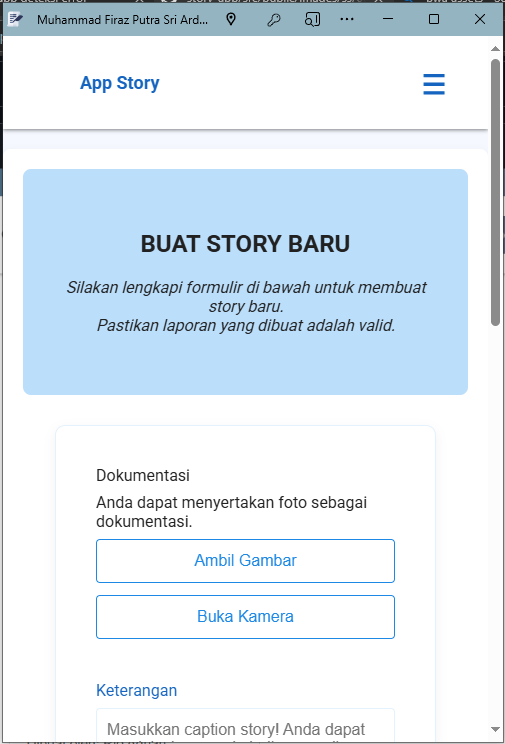 Muhammad Firaz Putra Sri Ard...
App Story
BUAT STORY BARU
Silakan lengkapi formulir di bawah untuk membuat
story baru.
Pastikan laporan yang dibuat adalah valid.
Dokumentasi
Anda dapat menyertakan foto sebagai
dokumentasi.
Ambil Gambar
Buka Kamera
Keterangan
Masukkan caption story! Anda dapat